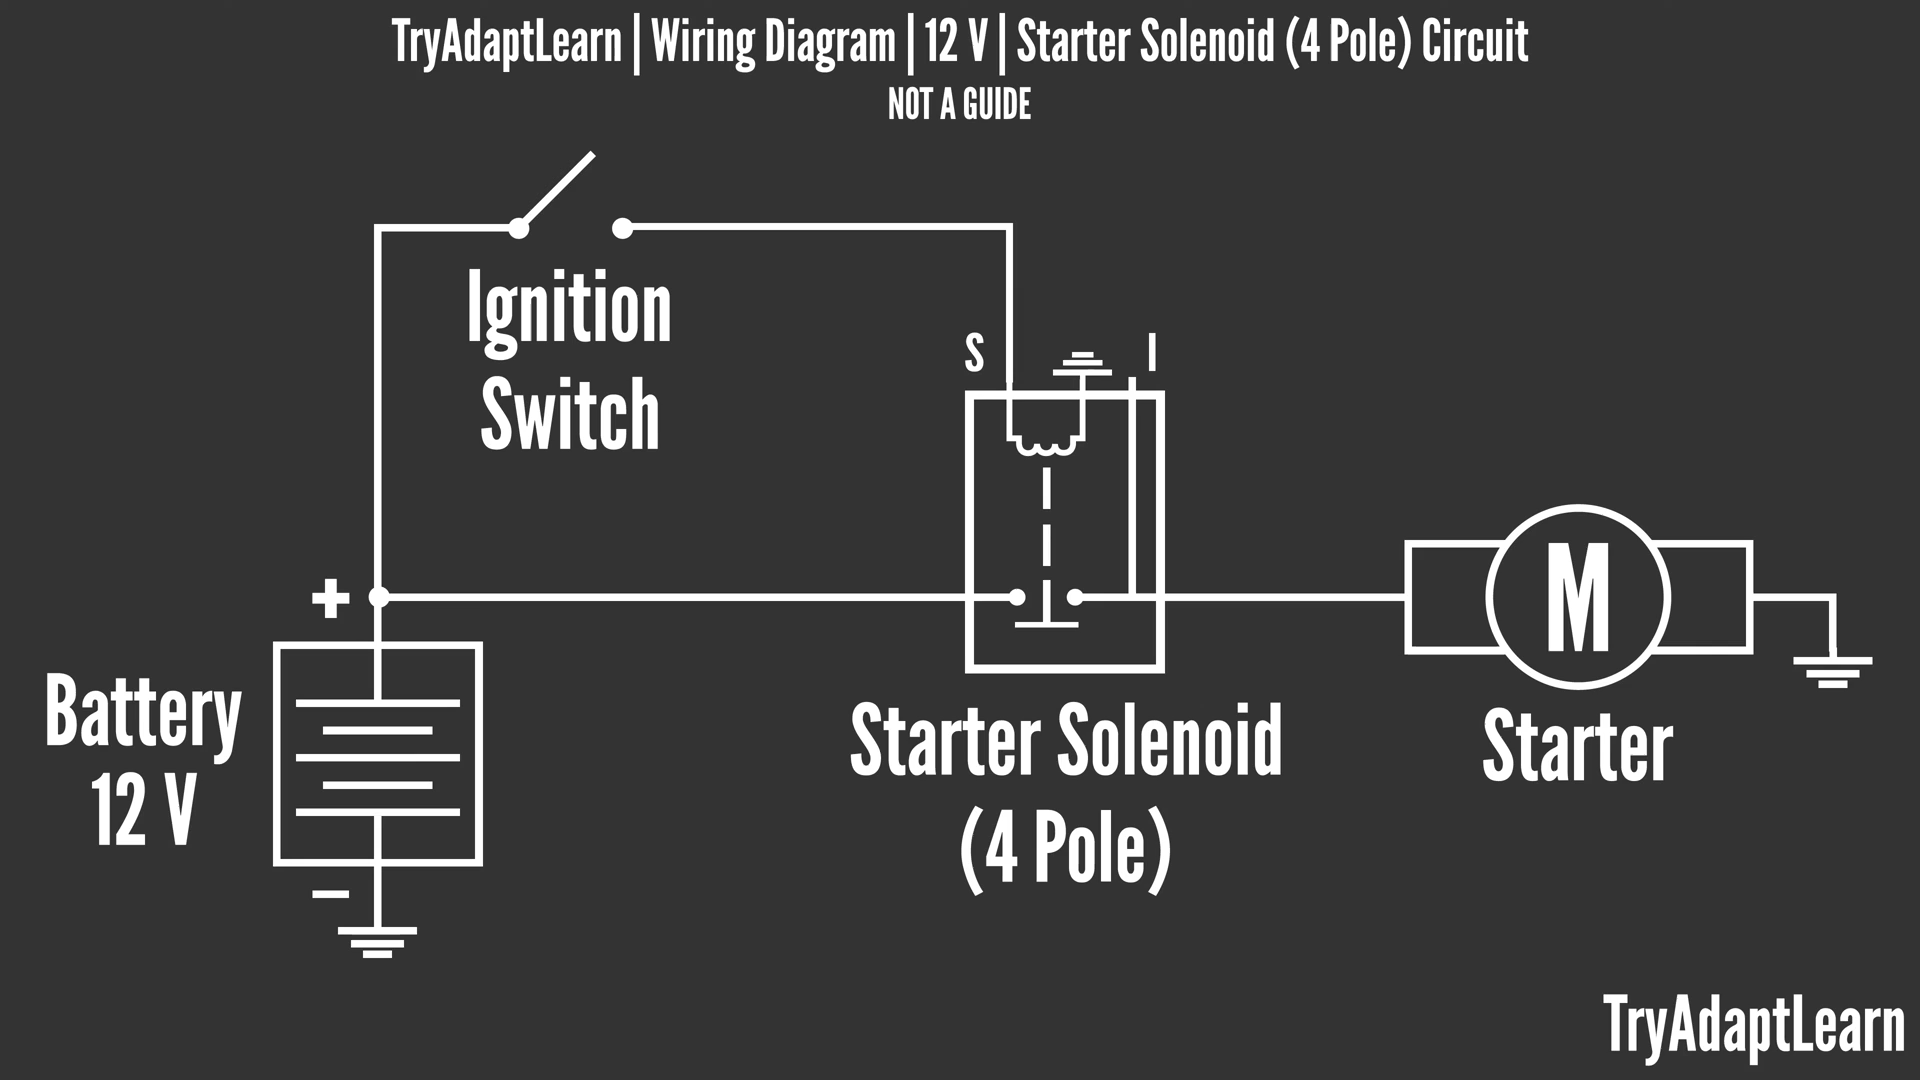 TryAdaptLearn | Wiring Diagram | 12 V | Starter Solenoid (4 Pole) Circuit
NOT A GUIDE
Ignition
Switch
S
I
+
M
Battery
12 V
Starter Solenoid
(4 Pole)
Starter
−
TryAdaptLearn